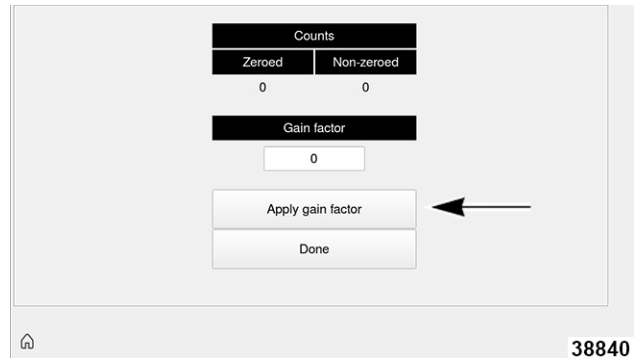 Counts
Zeroed Non-zeroed
0 0
Gain factor
0
Apply gain factor
Done
38840